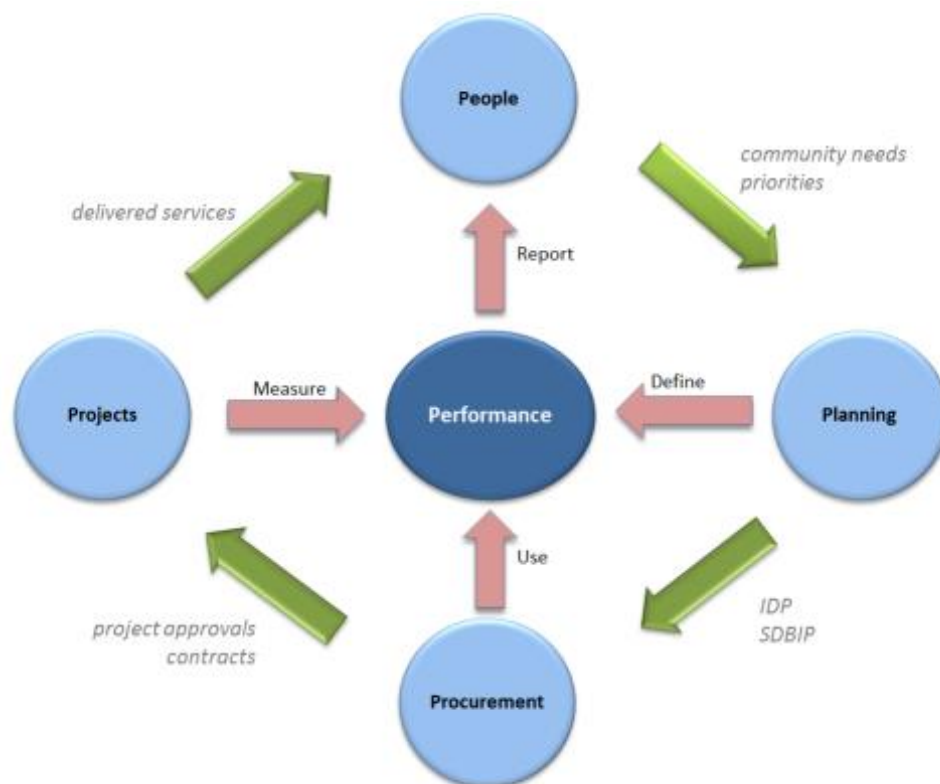 People
community needs
priorities
delivered services
Report
Measure
Define
Projects
Performance
Planning
Use
IDP
SDBIP
project approvals
contracts
Procurement